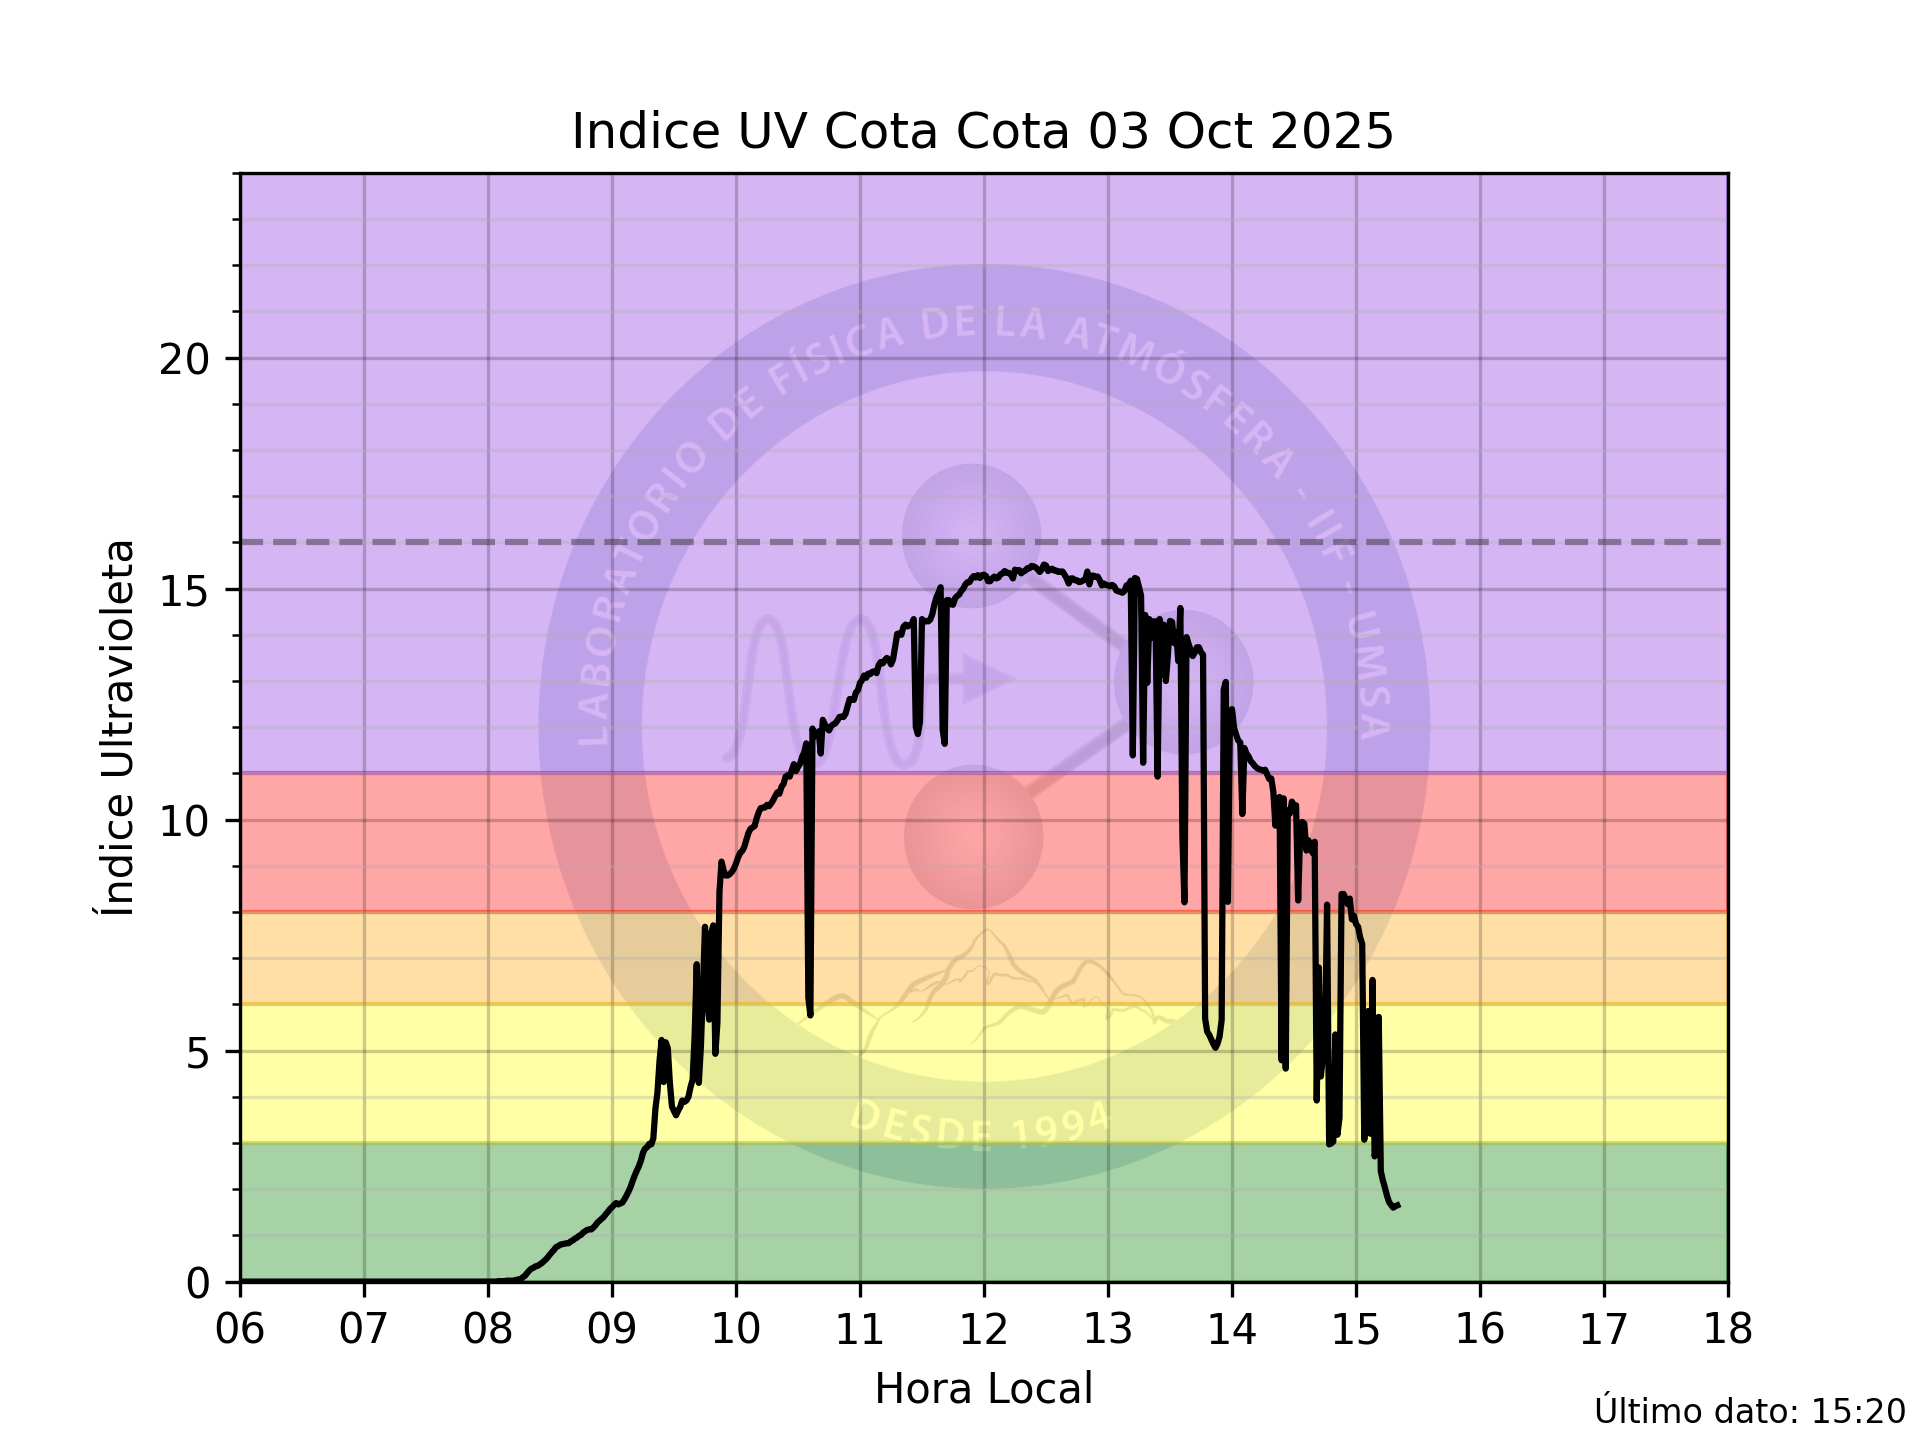 Indice UV Cota Cota 03 Oct 2025
LABORATORIO DE FÍSICA DE LA ATMÓSFERA - IIF - UMSA
DESDE 1994
Índice Ultravioleta
20
15
10
5
0
06 07 08 09 10 11 12 13 14 15 16 17 18
Hora Local
Último dato: 15:20